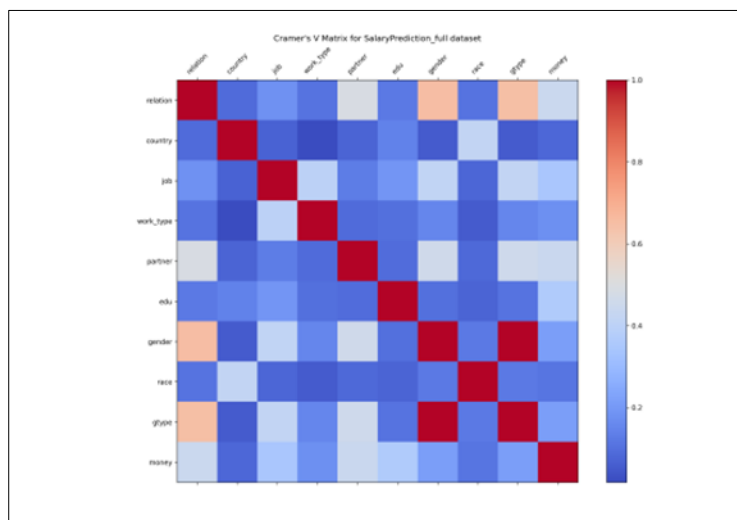 Cramer's V Matrix for SalaryPrediction_full dataset
relation
country
job
work_type
partner
edu
gender
race
gtype
money
relation
country
job
work_type
partner
edu
gender
race
gtype
money
1.0
0.8
0.6
0.4
0.2